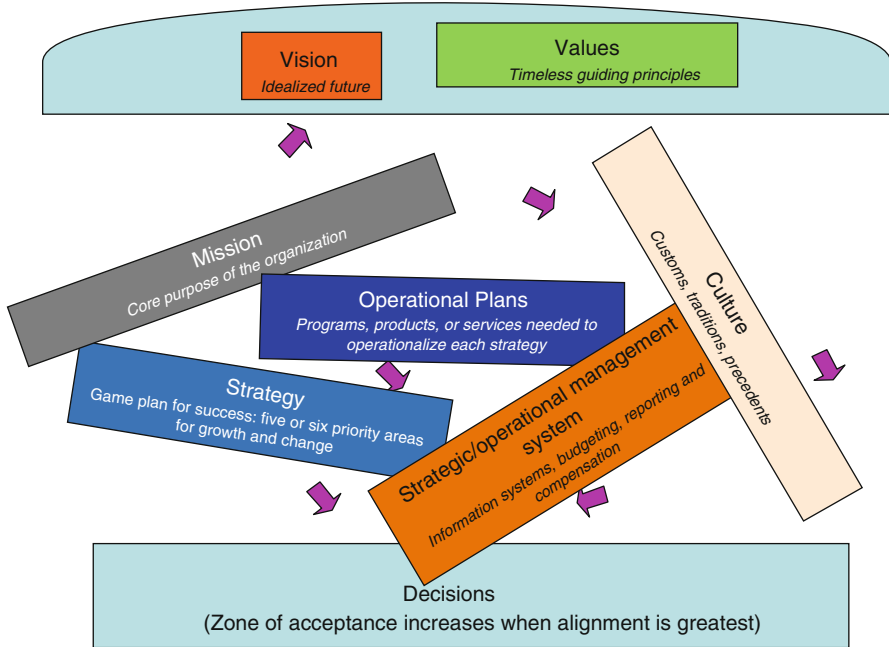 Vision
Idealized future
Values
Timeless guiding principles
Mission
Core purpose of the organization
Operational Plans
Programs, products, or services needed to
operationalize each strategy
Strategy
Game plan for success: five or six priority areas
for growth and change
Strategic/operational management
system
Information systems, budgeting, reporting and
compensation
Culture
Customs, traditions, precedents
Decisions
(Zone of acceptance increases when alignment is greatest)